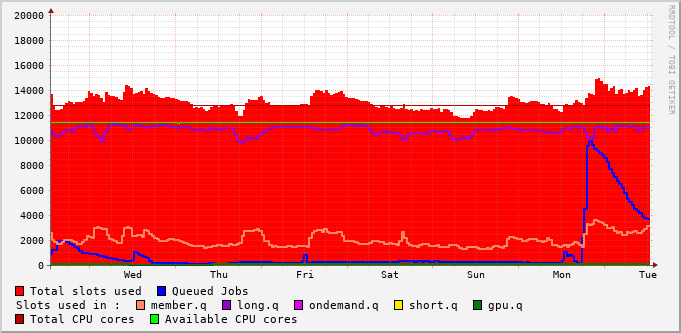 RRDTOOL / TOBI OETIKER
20000
18000
16000
14000
12000
10000
8000
6000
4000
2000
0
Wed Thu Fri Sat Sun Mon Tue
Total slots used Queued Jobs
Slots used in : member.q long.q ondemand.q short.q gpu.q
Total CPU cores Available CPU cores